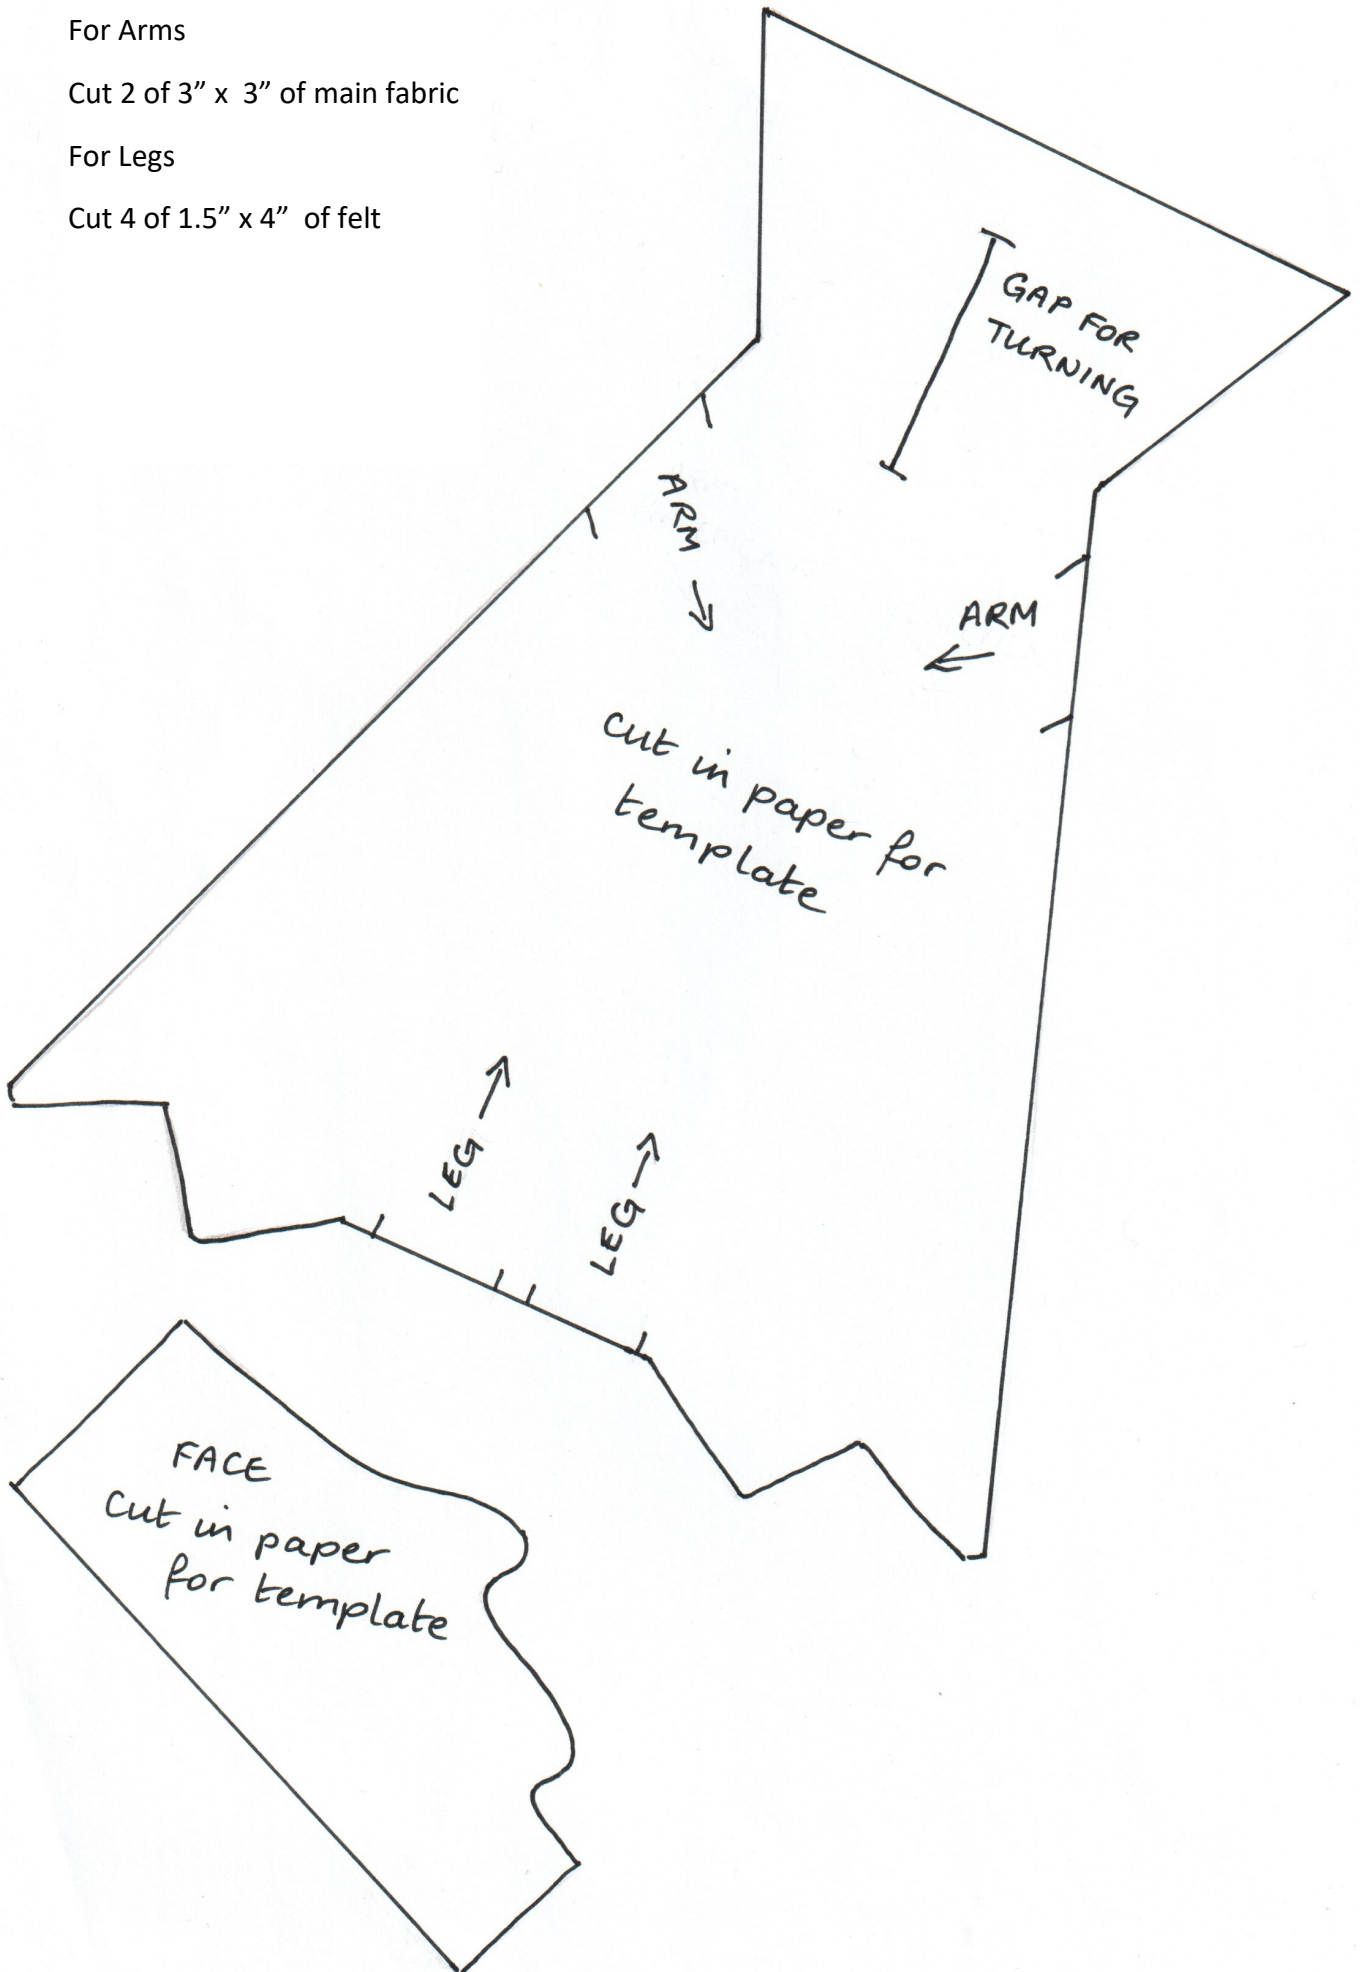 For Arms
Cut 2 of 3” x  3” of main fabric
For Legs
Cut 4 of 1.5” x 4”  of felt
GAP FOR
TURNING
ARM
ARM
Cut in paper for
template
LEG
LEG
FACE
Cut in paper
for template